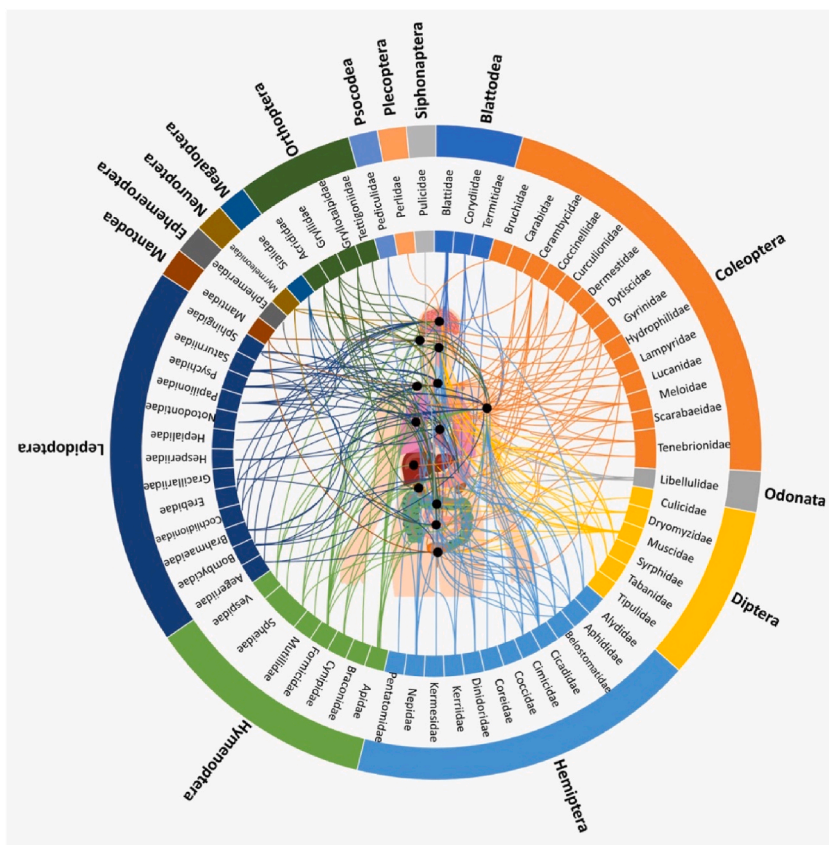 Blattodea
Coleoptera
Odonata
Diptera
Hemiptera
Hymenoptera
Lepidoptera
Mantodea
Ephemeroptera
Neuroptera
Megaloptera
Orthoptera
Psocodea
Plecoptera
Siphonaptera
Blattidae
Corydiidae
Termitidae
Bruchidae
Carabidae
Cerambycidae
Coccinellidae
Curculionidae
Dermestidae
Dytiscidae
Gyrinidae
Hydrophilidae
Lampyridae
Lucanidae
Meloidae
Scarabaeidae
Tenebrionidae
Libellulidae
Culicidae
Dryomyzidae
Muscidae
Syrphidae
Tabanidae
Tipulidae
Alydidae
Aphididae
Belostomatidae
Cicadidae
Cimicidae
Coccidae
Coreidae
Dinidoridae
Kerriidae
Kermesidae
Nepidae
Pentatomidae
Apidae
Braconidae
Cynipidae
Formicidae
Mutillidae
Spheidae
Vespidae
Aegeriidae
Bombycidae
Brahmaeidae
Cochlidionidae
Erebidae
Gracillariidae
Hesperiidae
Hepialidae
Notodontidae
Papilionidae
Psychidae
Saturniidae
Sphingidae
Mantidae
Ephemeridae
Myrmeleonidae
Sialidae
Acrididae
Gryllidae
Gryllotalpidae
Tettigoniidae
Pediculidae
Perlidae
Pulicidae